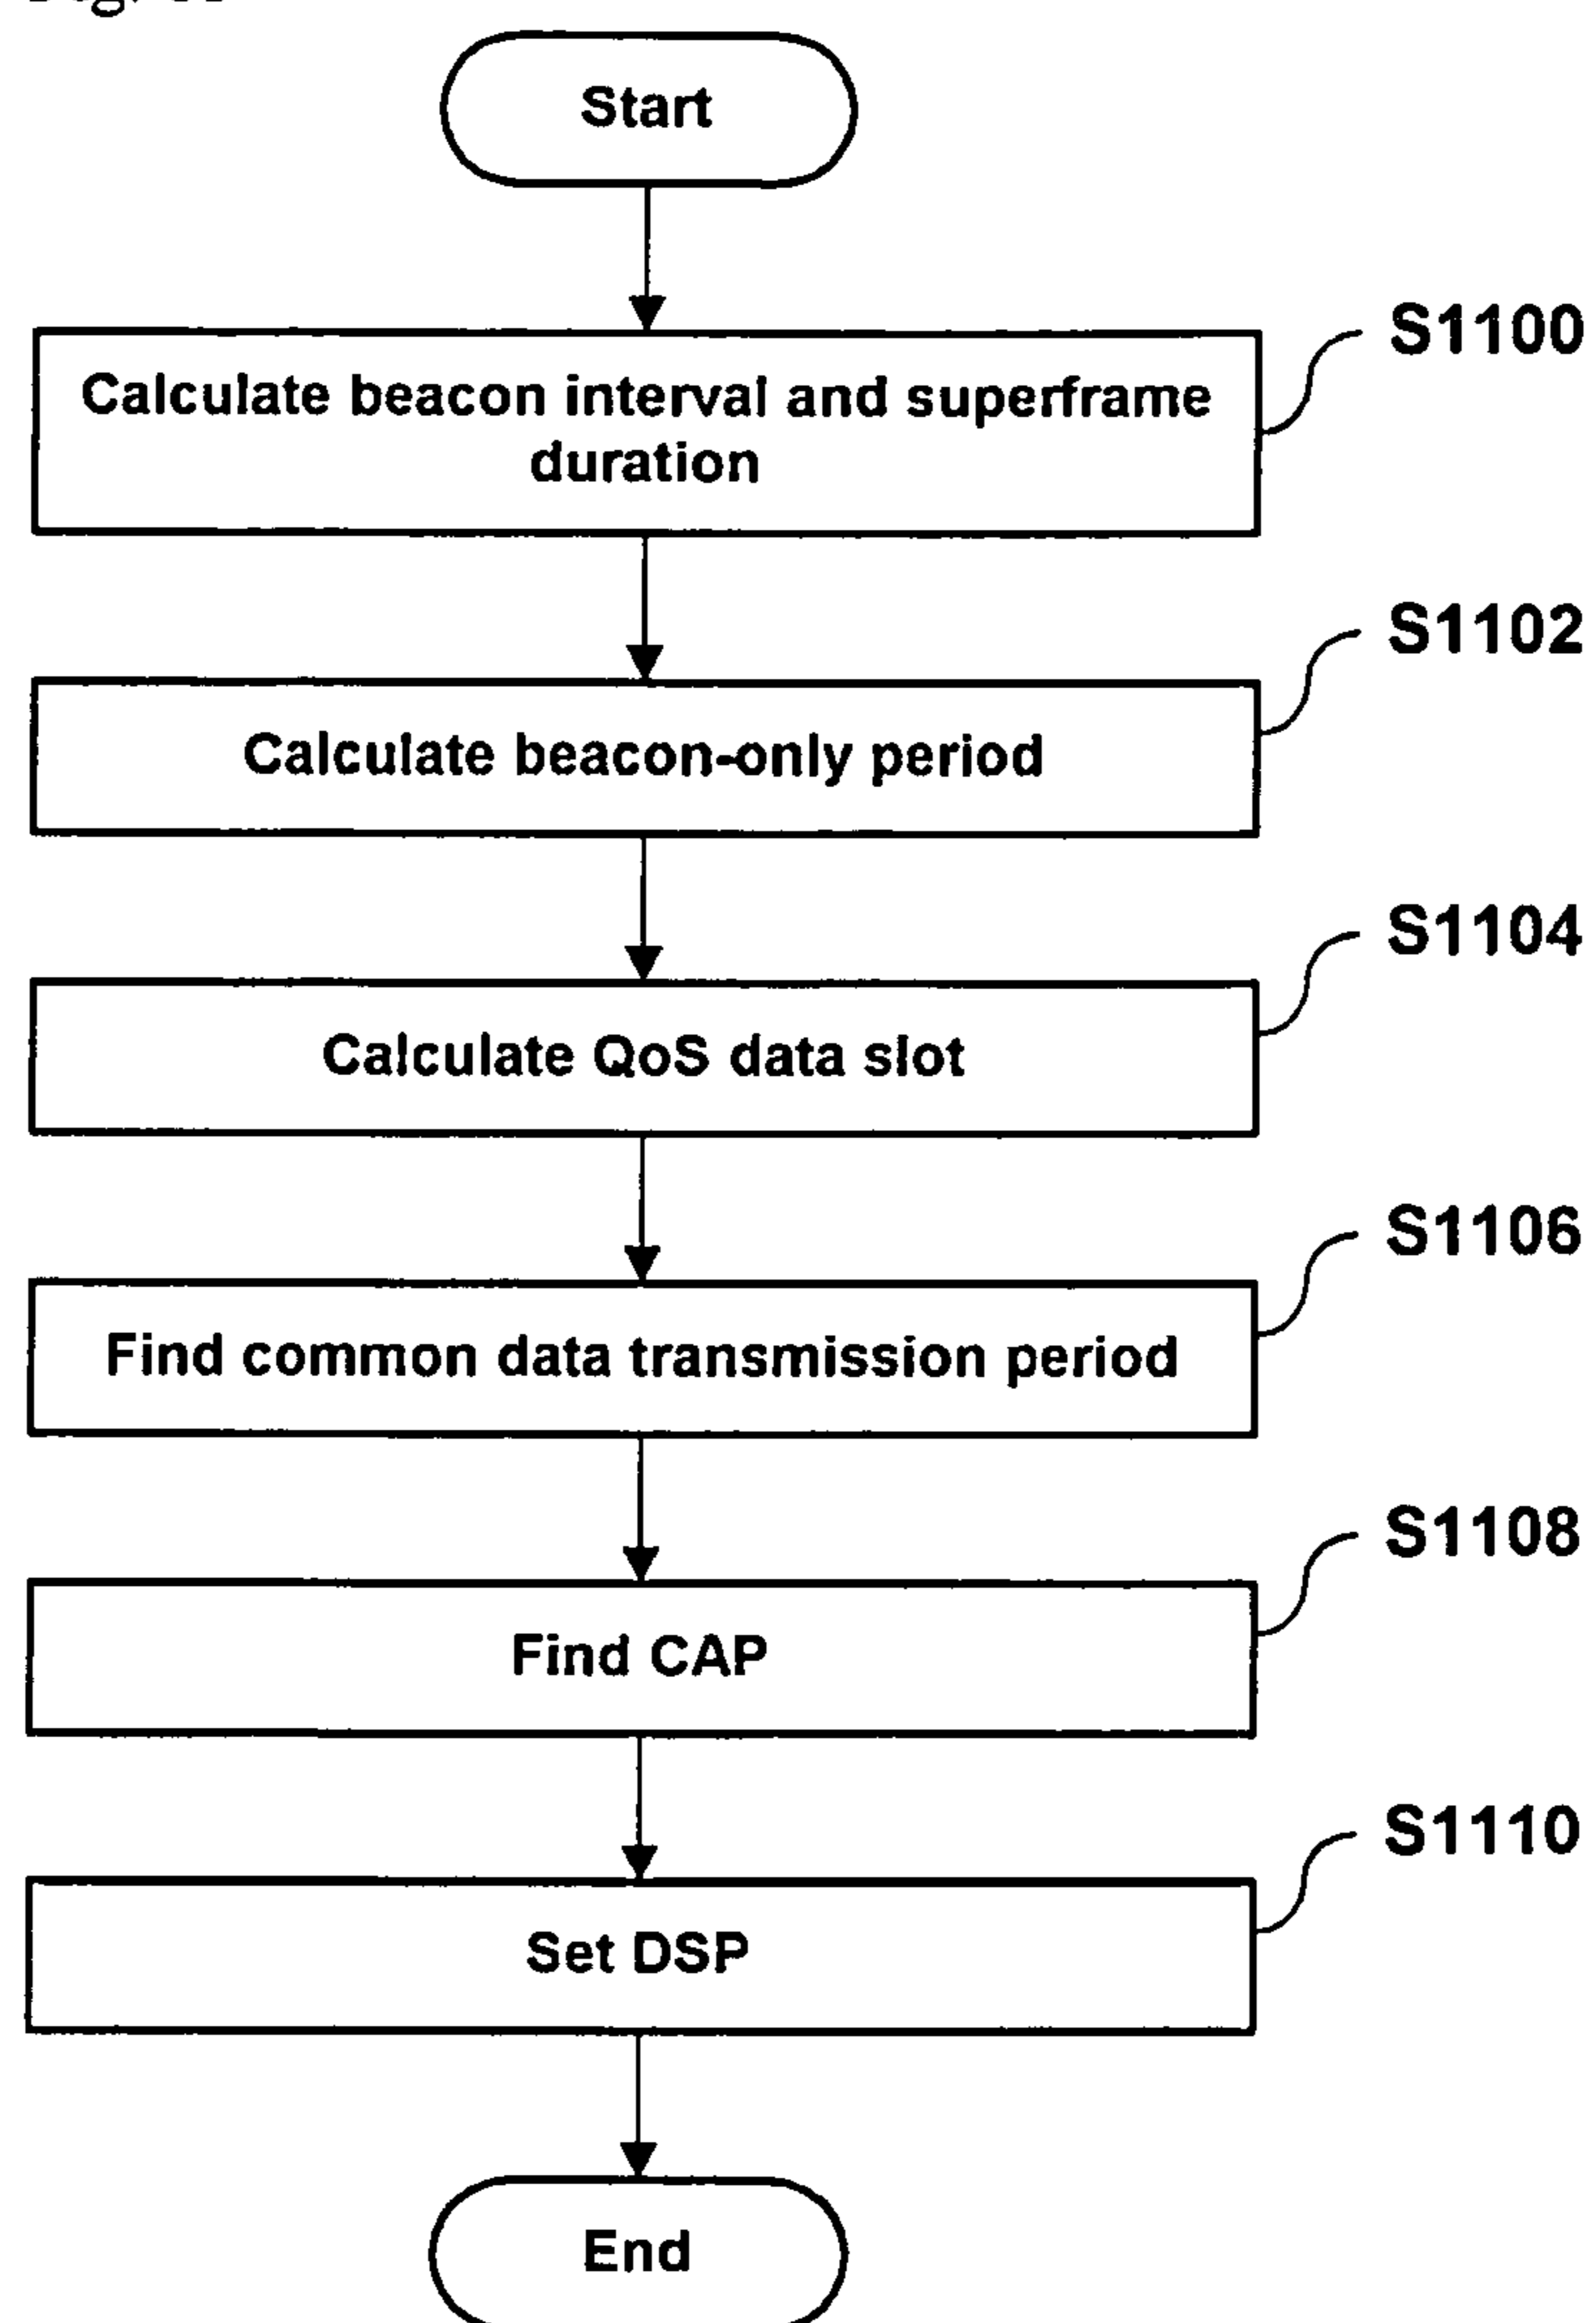 Start
S1100
Calculate beacon interval and superframe
duration
S1102
Calculate beacon-only period
S1104
Calculate QoS data slot
S1106
Find common data transmission period
S1108
Find CAP
S1110
Set DSP
End